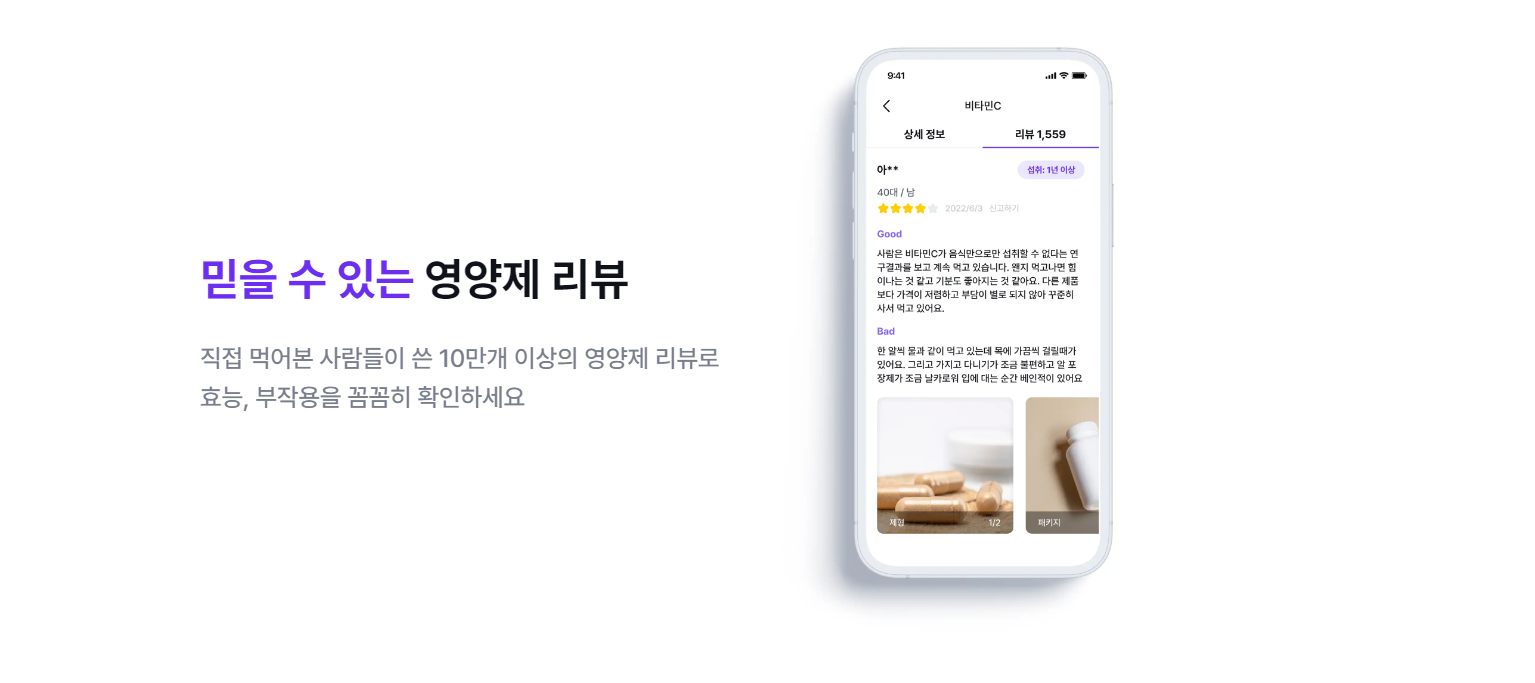 믿을 수 있는 영양제 리뷰
직접 먹어본 사람들이 쓴 10만개 이상의 영양제 리뷰로
효능, 부작용을 꼼꼼히 확인하세요
9:41
비타민C
상세 정보
리뷰 1,559
아**
섭취: 1년 이상
40대 / 남
2022/6/3 신고하기
Good
사람은 비타민C가 음식만으로만 섭취할 수 없다는 연
구결과를 보고 계속 먹고 있습니다. 왠지 먹고나면 힘
이나는 것 같고 기분도 좋아지는 것 같아요. 다른 제품
보다 가격이 저렴하고 부담이 별로 되지 않아 꾸준히
사서 먹고 있어요.
Bad
한 알씩 물과 같이 먹고 있는데 목에 가끔씩 걸릴때가
있어요. 그리고 가지고 다니기가 조금 불편하고 알 포
장제가 조금 날카로워 입에 대는 순간 베인적이 있어요
제형
1/2
패키지